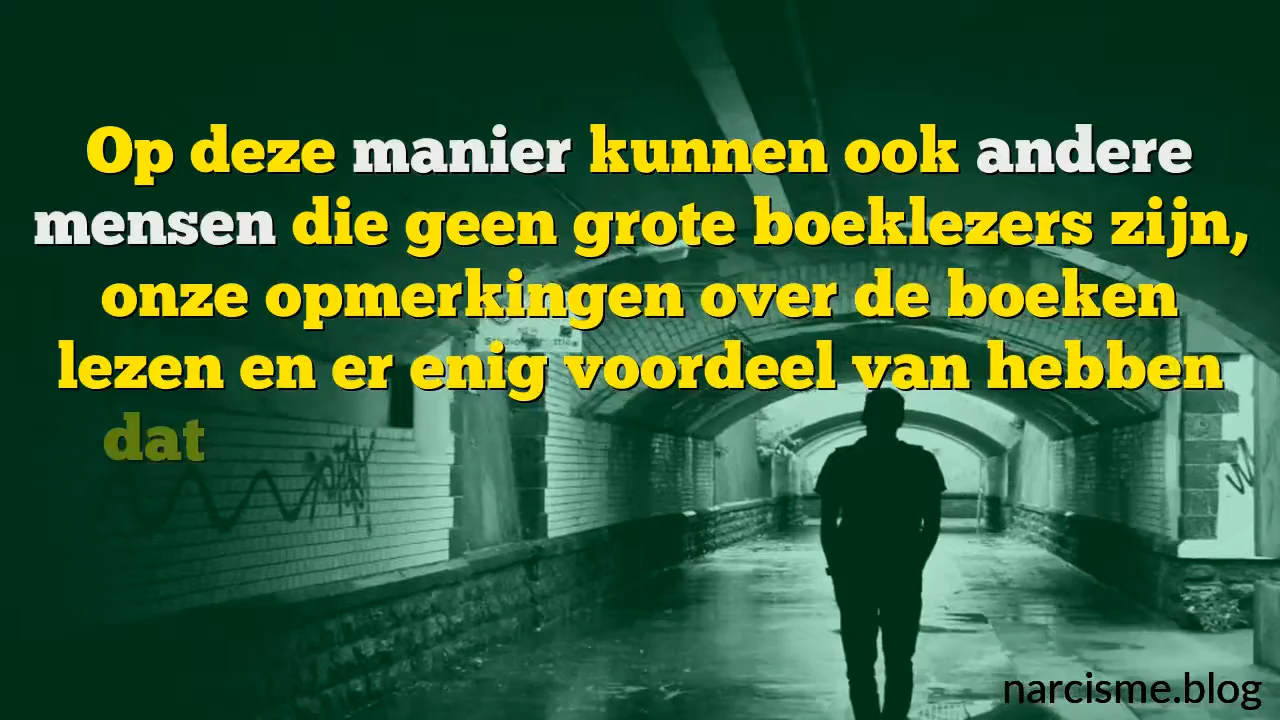 Op deze manier kunnen ook andere
mensen die geen grote boeklezers zijn,
onze opmerkingen over de boeken
lezen en er enig voordeel van hebben
dat
narcisme.blog